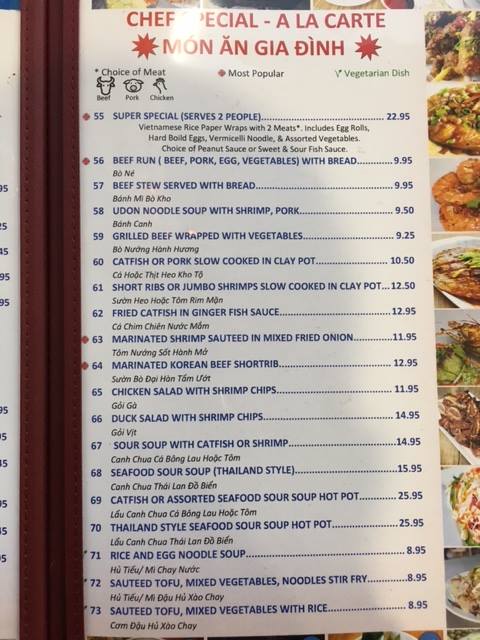 CHEF SPECIAL - A LA CARTE
MÓN ĂN GIA ĐÌNH
* Choice of Meat
Most Popular
Vegetarian Dish
Beef Pork Chicken
55 SUPER SPECIAL (SERVES 2 PEOPLE)..........22.95
Vietnamese Rice Paper Wraps with 2 Meats*. Includes Egg Rolls,
Hard Boild Eggs, Vermicelli Noodle, & Assorted Vegetables.
Choice of Peanut Sauce or Sweet & Sour Fish Sauce.
56 BEEF RUN ( BEEF, PORK, EGG, VEGETABLES) WITH BREAD..........9.95
Bò Né
57 BEEF STEW SERVED WITH BREAD..........9.95
Bánh Mì Bò Kho
58 UDON NOODLE SOUP WITH SHRIMP, PORK..........9.50
Bánh Canh
59 GRILLED BEEF WRAPPED WITH VEGETABLES..........9.25
Bò Nướng Hành Hương
60 CATFISH OR PORK SLOW COOKED IN CLAY POT..........10.50
Cá Hoặc Thịt Heo Kho Tộ
61 SHORT RIBS OR JUMBO SHRIMPS SLOW COOKED IN CLAY POT...12.50
Sườn Heo Hoặc Tôm Rim Mặn
62 FRIED CATFISH IN GINGER FISH SAUCE..........12.95
Cá Chim Chiên Nước Mắm
63 MARINATED SHRIMP SAUTEED IN MIXED FRIED ONION..........11.95
Tôm Nướng Sốt Hành Mở
64 MARINATED KOREAN BEEF SHORTRIB..........12.95
Sườn Bò Đại Hàn Tẩm Ướt
65 CHICKEN SALAD WITH SHRIMP CHIPS..........11.95
Gỏi Gà
66 DUCK SALAD WITH SHRIMP CHIPS..........14.95
Gỏi Vịt
67 SOUR SOUP WITH CATFISH OR SHRIMP..........14.95
Canh Chua Cá Bông Lau Hoặc Tôm
68 SEAFOOD SOUR SOUP (THAILAND STYLE)..........15.95
Canh Chua Thái Lan Đồ Biển
69 CATFISH OR ASSORTED SEAFOOD SOUR SOUP HOT POT..........25.95
Lẩu Canh Chua Cá Bông Lau Hoặc Tôm
70 THAILAND STYLE SEAFOOD SOUR SOUP HOT POT..........25.95
Lẩu Canh Chua Thái Lan Đồ Biển
71 RICE AND EGG NOODLE SOUP..........8.95
Hủ Tiếu/ Mì Chay Nước
72 SAUTEED TOFU, MIXED VEGETABLES, NOODLES STIR FRY..........8.95
Hủ Tiếu/ Mì Đậu Hủ Xào Chay
73 SAUTEED TOFU, MIXED VEGETABLES WITH RICE..........8.95
Cơm Đậu Hủ Xào Chay